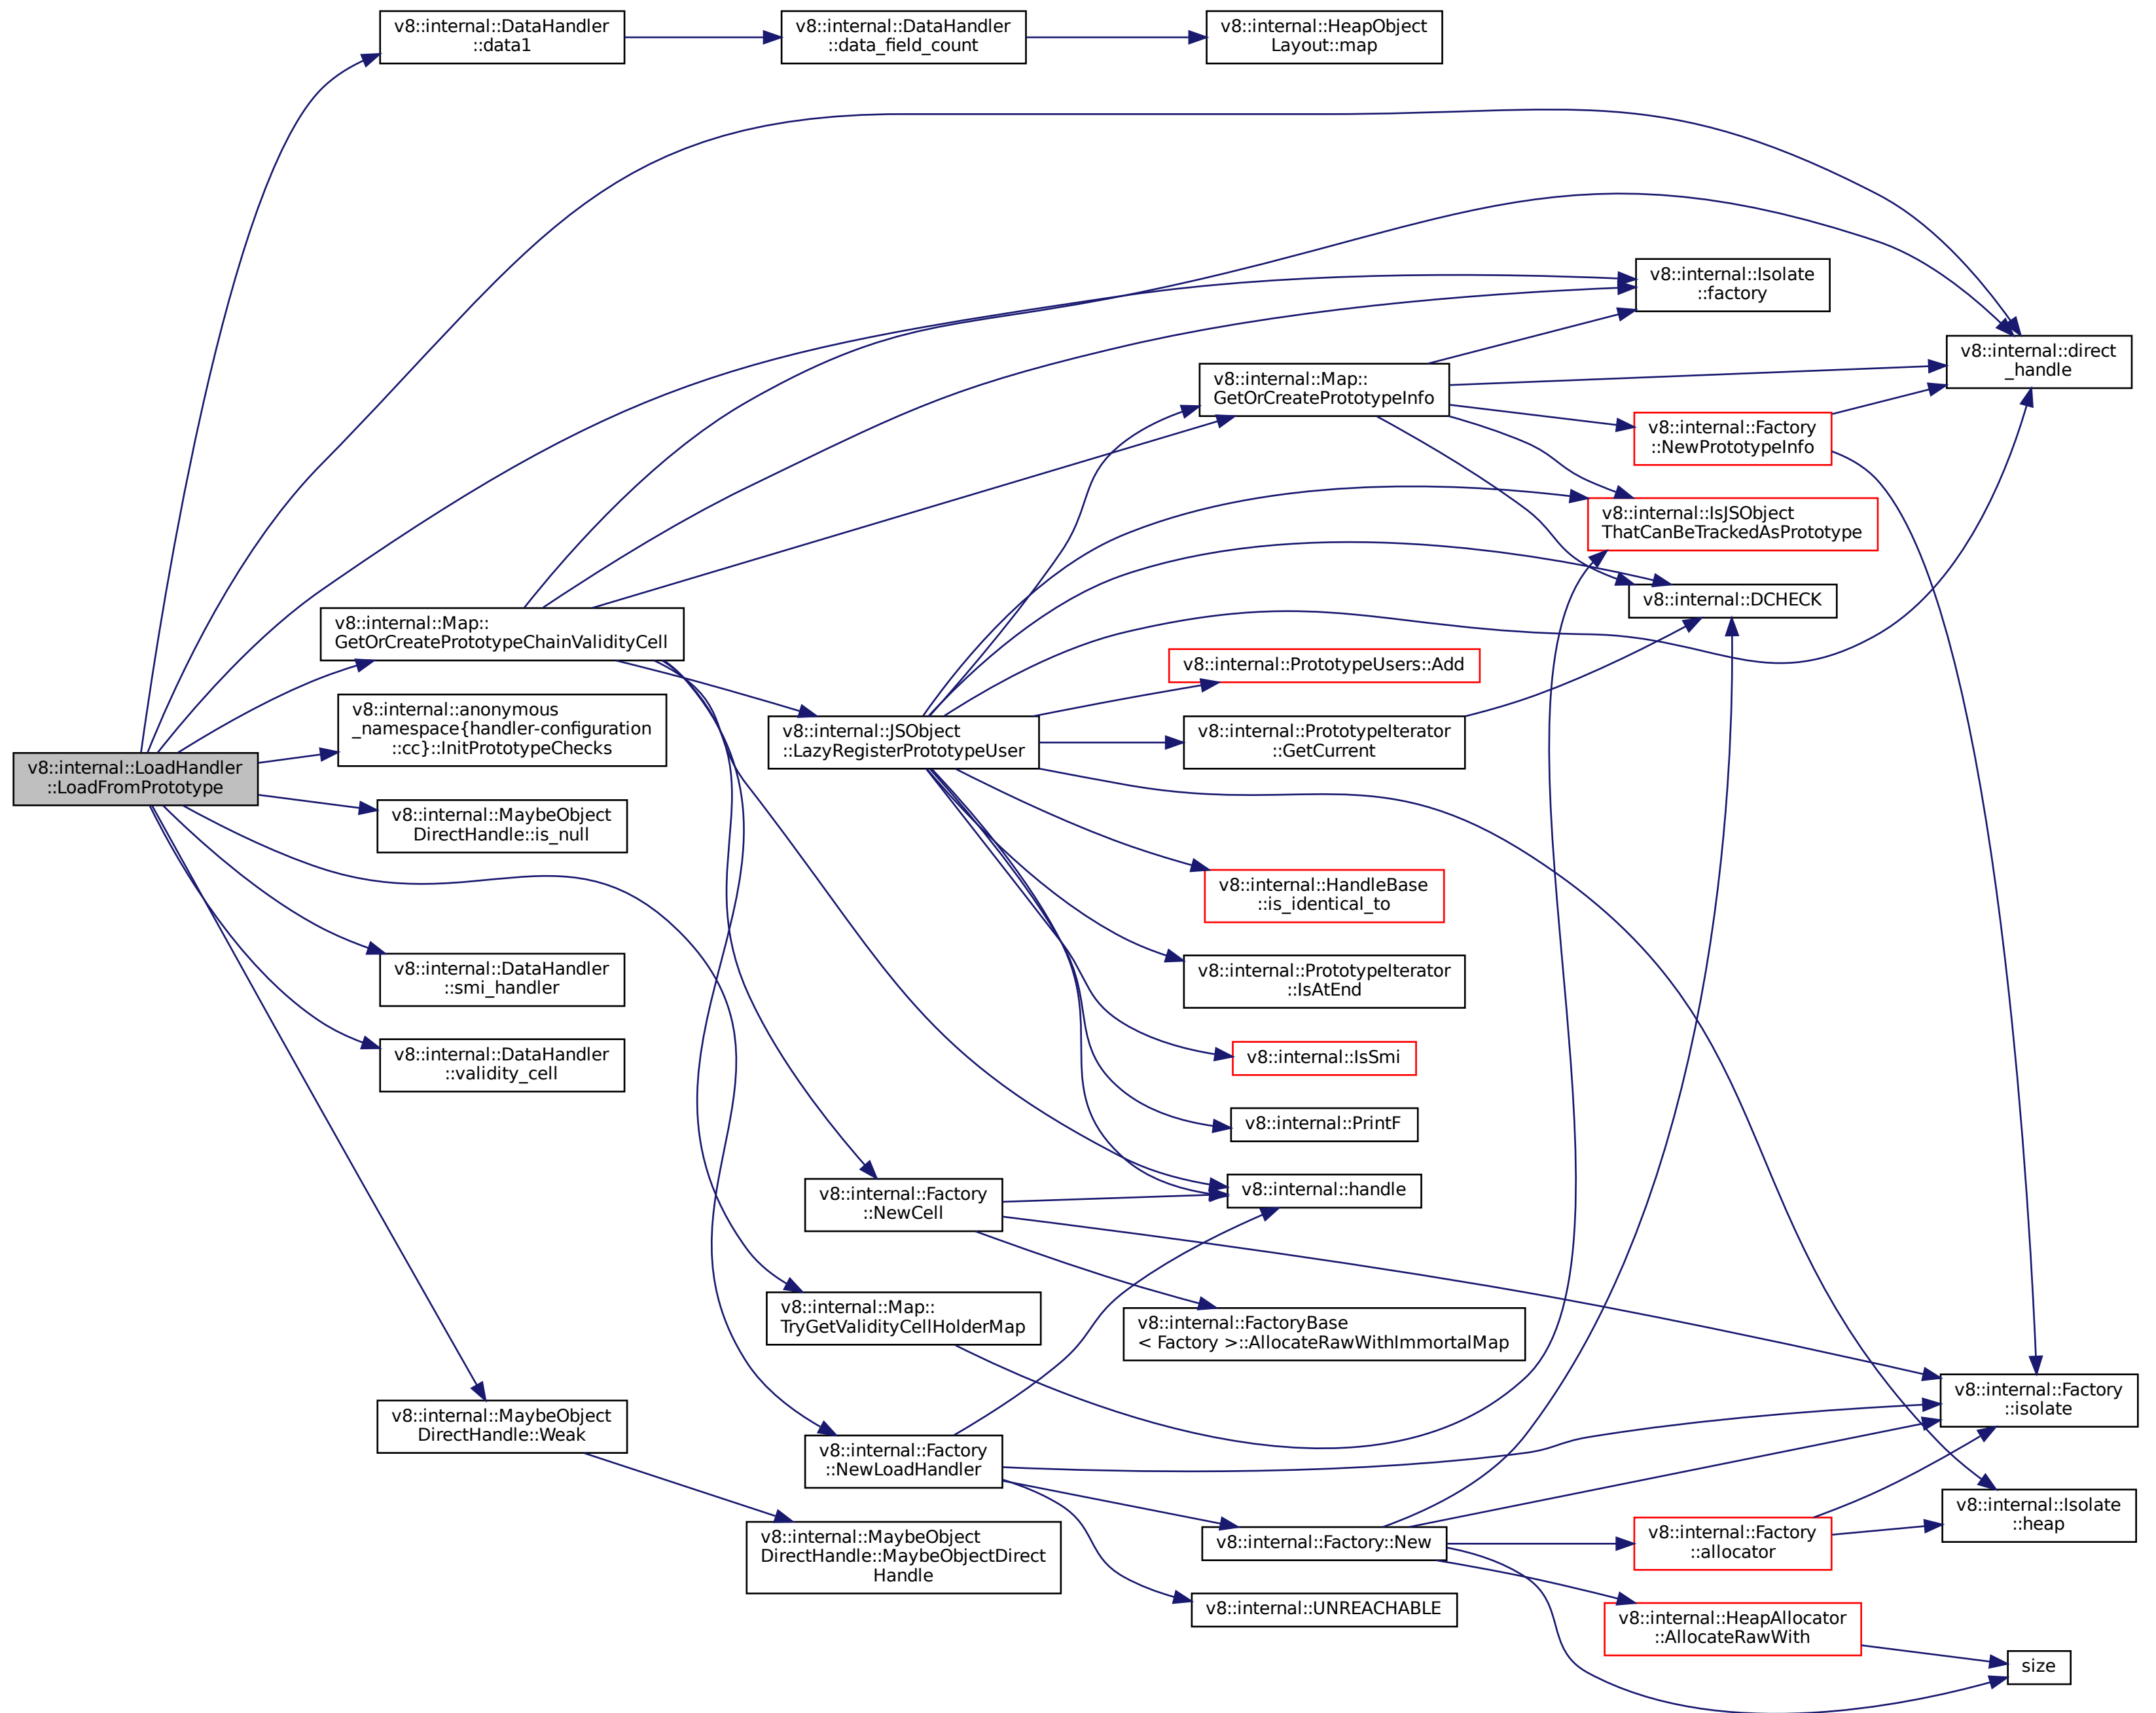 v8::internal::DataHandler
::data1
v8::internal::DataHandler
::data_field_count
v8::internal::HeapObject
Layout::map
v8::internal::Isolate
::factory
v8::internal::direct
_handle
v8::internal::Map::
GetOrCreatePrototypeInfo
v8::internal::Factory
::NewPrototypeInfo
v8::internal::IsJSObject
ThatCanBeTrackedAsPrototype
v8::internal::DCHECK
v8::internal::Map::
GetOrCreatePrototypeChainValidityCell
v8::internal::PrototypeUsers::Add
v8::internal::anonymous
_namespace{handler-configuration
::cc}::InitPrototypeChecks
v8::internal::JSObject
::LazyRegisterPrototypeUser
v8::internal::PrototypeIterator
::GetCurrent
v8::internal::LoadHandler
::LoadFromPrototype
v8::internal::MaybeObject
DirectHandle::is_null
v8::internal::HandleBase
::is_identical_to
v8::internal::DataHandler
::smi_handler
v8::internal::PrototypeIterator
::IsAtEnd
v8::internal::DataHandler
::validity_cell
v8::internal::IsSmi
v8::internal::PrintF
v8::internal::handle
v8::internal::Factory
::NewCell
v8::internal::Map::
TryGetValidityCellHolderMap
v8::internal::FactoryBase
< Factory >::AllocateRawWithImmortalMap
v8::internal::Factory
::isolate
v8::internal::MaybeObject
DirectHandle::Weak
v8::internal::Factory
::NewLoadHandler
v8::internal::Isolate
::heap
v8::internal::MaybeObject
DirectHandle::MaybeObjectDirect
Handle
v8::internal::Factory::New
v8::internal::Factory
::allocator
v8::internal::UNREACHABLE
v8::internal::HeapAllocator
::AllocateRawWith
size